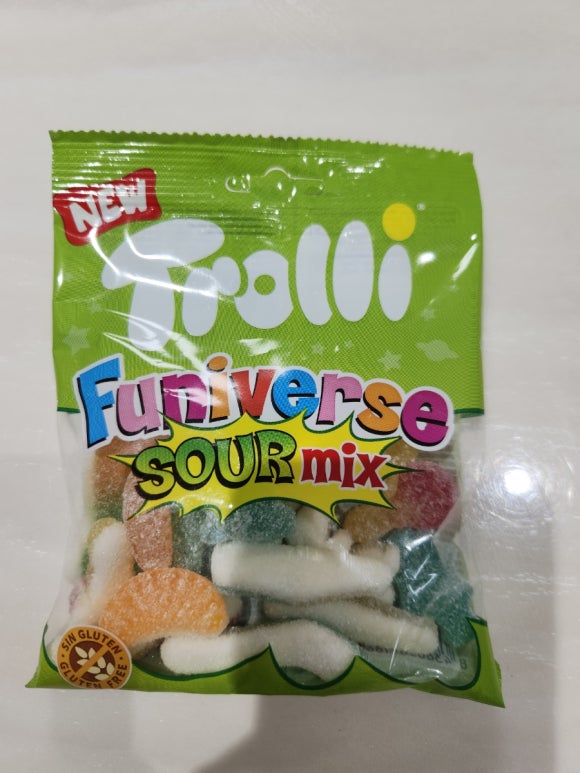 NEW
Trolli
Funiverse
SOUR mix
SIN GLUTEN
GLUTEN FREE